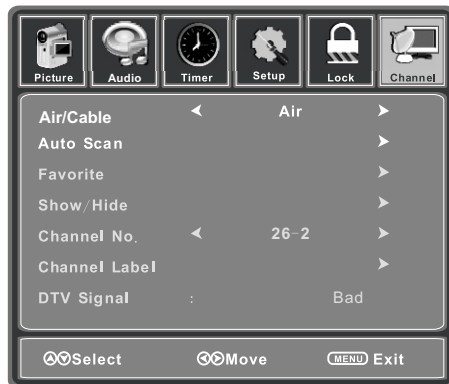 Picture Audio Timer Setup Lock Channel
Air/Cable Air
Auto Scan
Favorite
Show/Hide
Channel No. 26-2
Channel Label
DTV Signal : Bad
Select Move MENU Exit